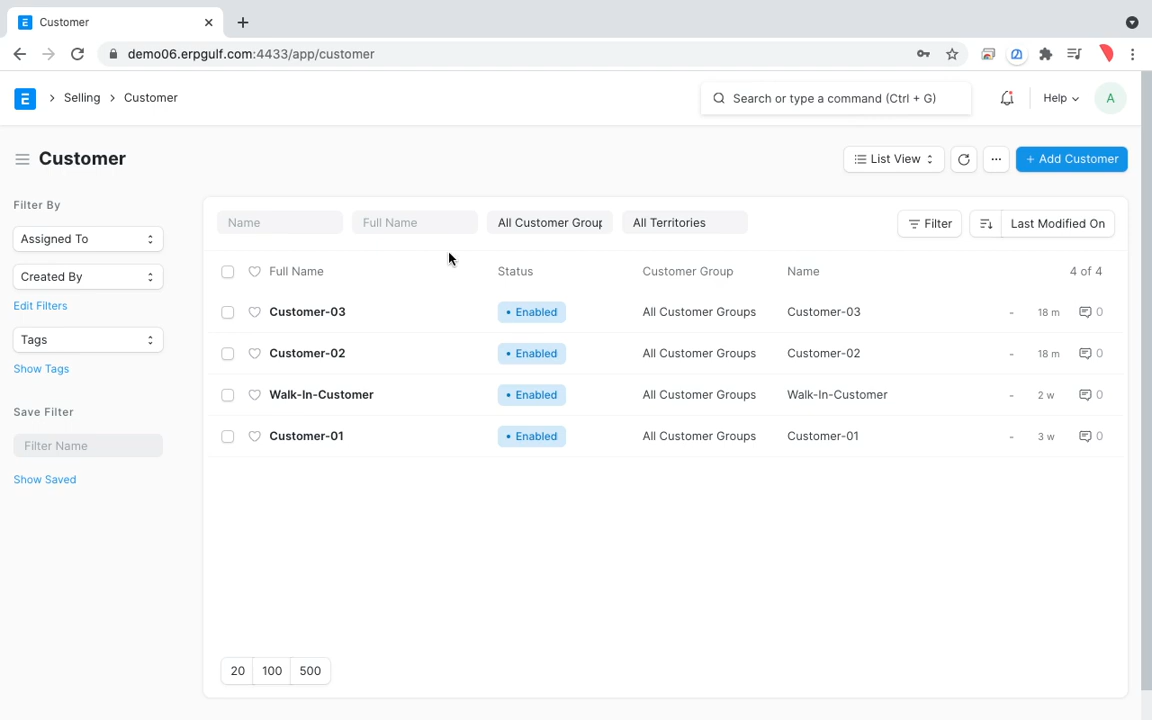 E Customer
demo06.erpgulf.com:4433/app/customer
E Selling Customer Search or type a command (Ctrl + G) Help A
Customer List View ... + Add Customer
Filter By
Assigned To
Created By
Edit Filters
Tags
Show Tags
Save Filter
Filter Name
Show Saved
Name Full Name All Customer Group All Territories Filter Last Modified On
Full Name Status Customer Group Name 4 of 4
Customer-03 • Enabled All Customer Groups Customer-03 - 18 m 0
Customer-02 • Enabled All Customer Groups Customer-02 - 18 m 0
Walk-In-Customer • Enabled All Customer Groups Walk-In-Customer - 2 w 0
Customer-01 • Enabled All Customer Groups Customer-01 - 3 w 0
20 100 500